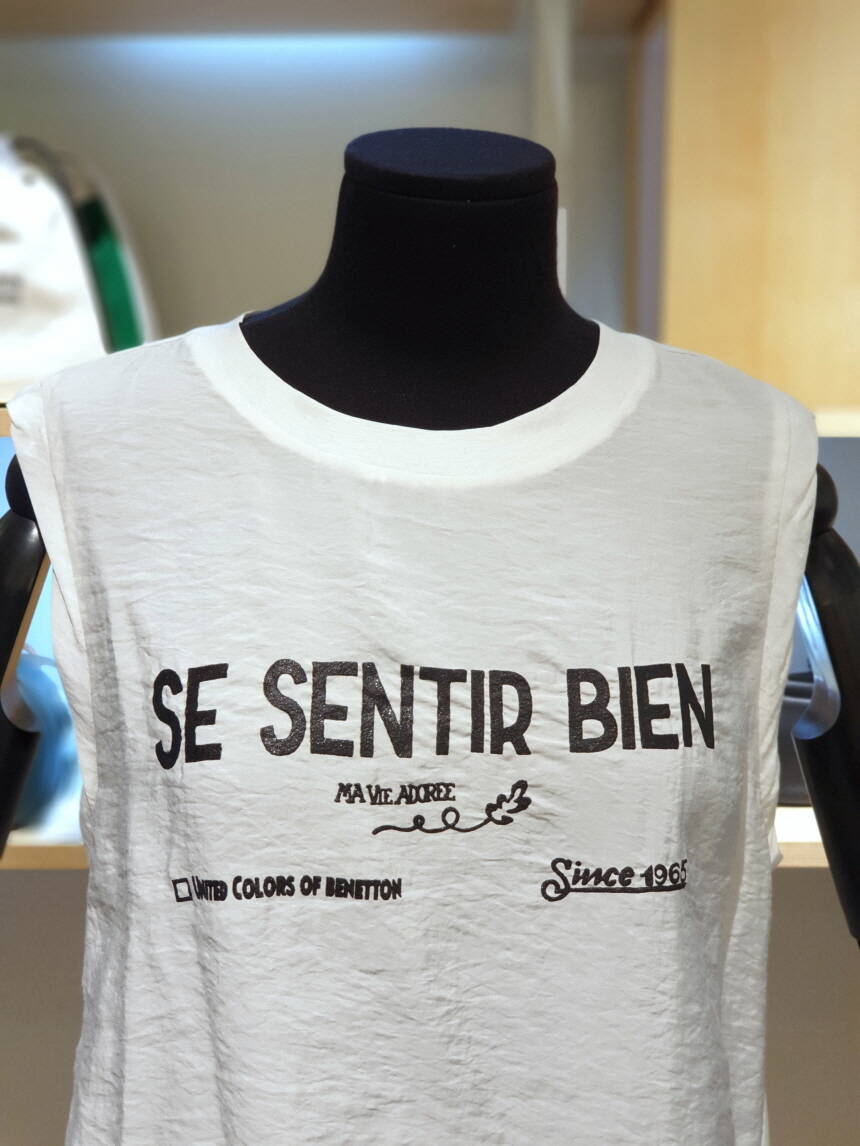 SE SENTIR BIEN
MA VIE ADOREE
UNITED COLORS OF BENETTON
Since 1965